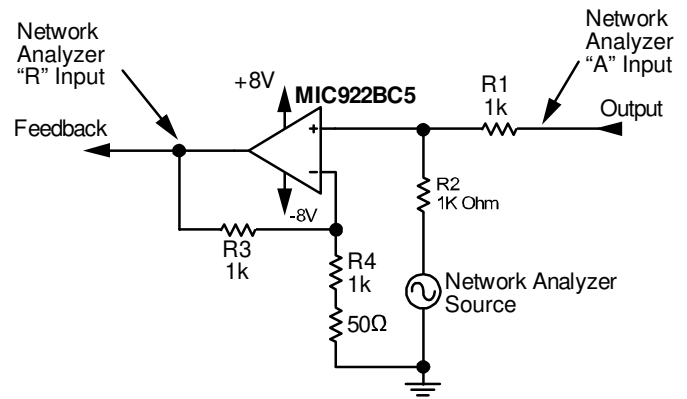 Network
Analyzer
“R” Input
Network
Analyzer
“A” Input
+8V
MIC922BC5
R1
1k
Output
Feedback
+
-
R2
1K Ohm
-8V
R3
1k
R4
1k
Network Analyzer
Source
50Ω